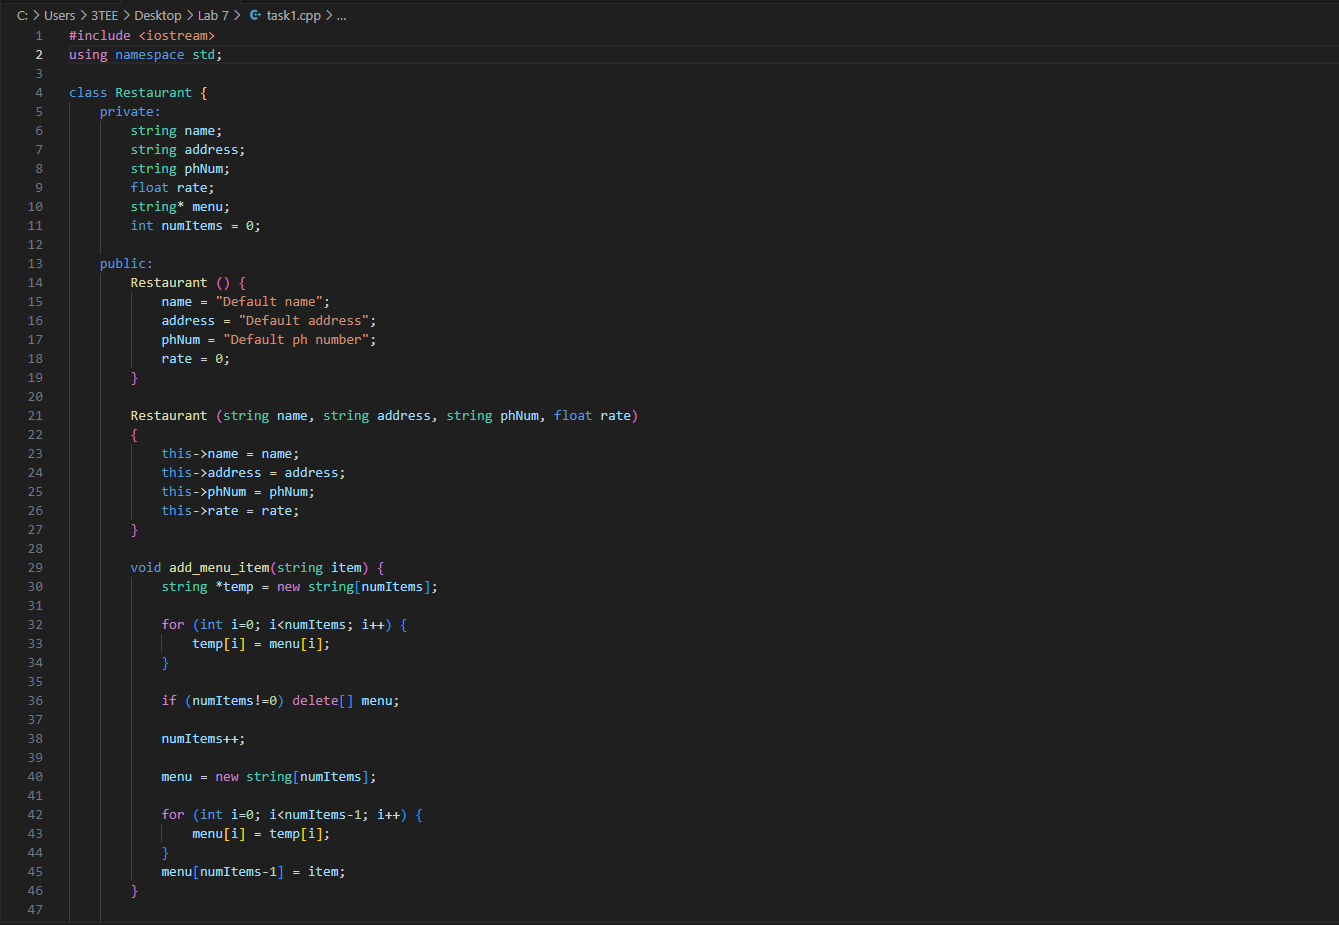 C: > Users > 3TEE > Desktop > Lab 7 > task1.cpp > ...
1 #include <iostream>
2 using namespace std;
3
4 class Restaurant {
5     private:
6         string name;
7         string address;
8         string phNum;
9         float rate;
10         string* menu;
11         int numItems = 0;
12
13     public:
14         Restaurant () {
15             name = "Default name";
16             address = "Default address";
17             phNum = "Default ph number";
18             rate = 0;
19         }
20
21         Restaurant (string name, string address, string phNum, float rate)
22         {
23             this->name = name;
24             this->address = address;
25             this->phNum = phNum;
26             this->rate = rate;
27         }
28
29         void add_menu_item(string item) {
30             string *temp = new string[numItems];
31
32             for (int i=0; i<numItems; i++) {
33                 temp[i] = menu[i];
34             }
35
36             if (numItems!=0) delete[] menu;
37
38             numItems++;
39
40             menu = new string[numItems];
41
42             for (int i=0; i<numItems-1; i++) {
43                 menu[i] = temp[i];
44             }
45             menu[numItems-1] = item;
46         }
47